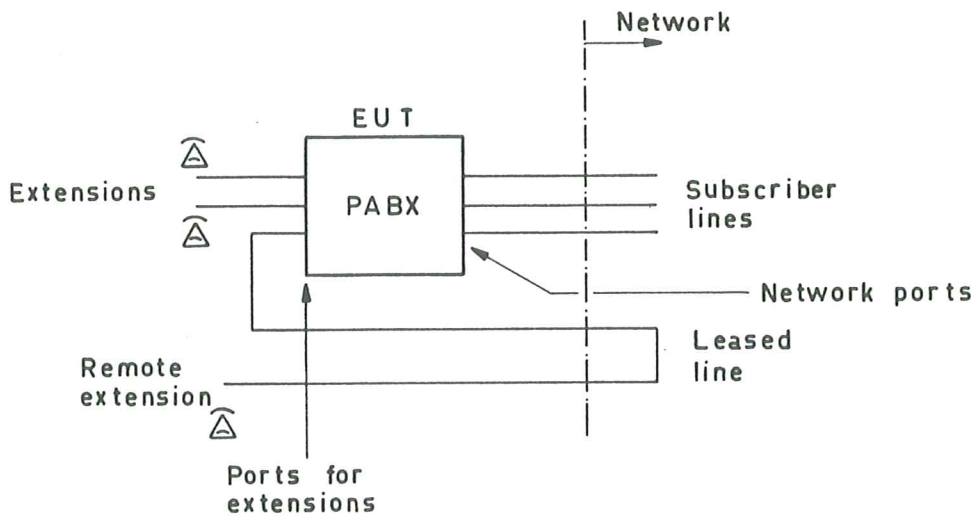 Network
EUT
Extensions
PABX
Subscriber
lines
Network ports
Leased
line
Remote
extension
Ports for
extensions